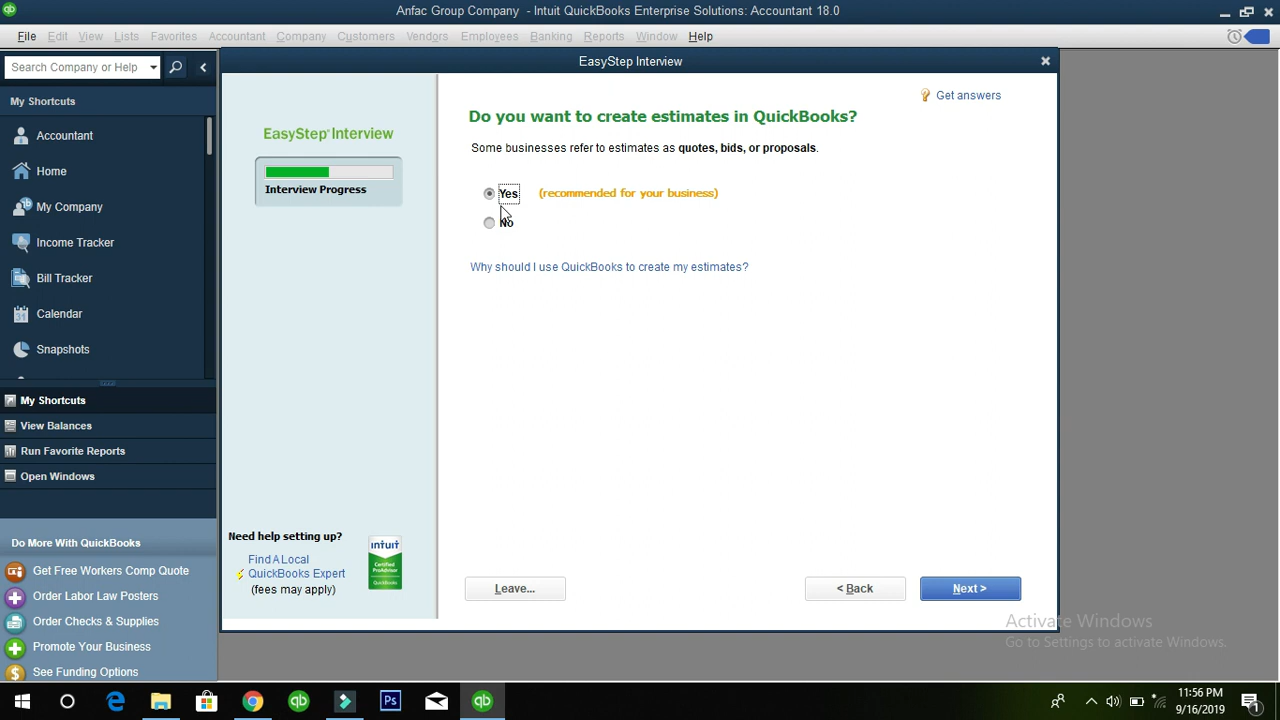 Anfac Group Company - Intuit QuickBooks Enterprise Solutions: Accountant 18.0
File Edit View Lists Favorites Accountant Company Customers Vendors Employees Banking Reports Window Help
Search Company or Help
EasyStep Interview
My Shortcuts
Accountant
Home
My Company
Income Tracker
Bill Tracker
Calendar
Snapshots
My Shortcuts
View Balances
Run Favorite Reports
Open Windows
Do More With QuickBooks
Get Free Workers Comp Quote
Order Labor Law Posters
Order Checks & Supplies
Promote Your Business
See Funding Options
EasyStep Interview
Interview Progress
Need help setting up?
Find A Local
QuickBooks Expert
(fees may apply)
intuit
Certified
ProAdvisor
QuickBooks
Get answers
Do you want to create estimates in QuickBooks?
Some businesses refer to estimates as quotes, bids, or proposals.
Yes (recommended for your business)
No
Why should I use QuickBooks to create my estimates?
Leave...
< Back
Next >
Activate Windows
Go to Settings to activate Windows.
qb
Ps
qb
11:56 PM
9/16/2019
1